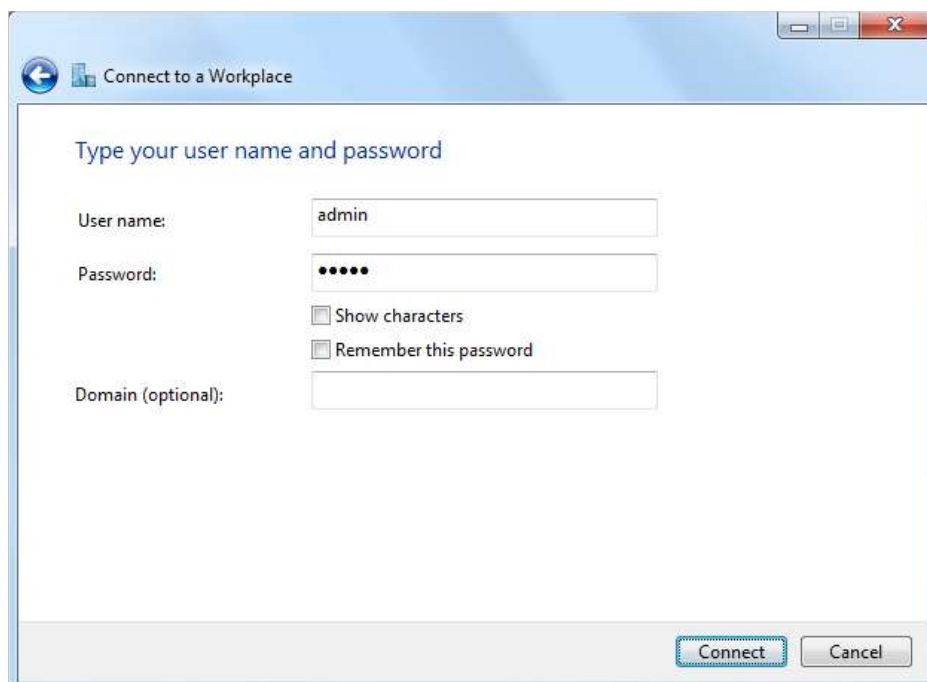 Connect to a Workplace
Type your user name and password
User name: admin
Password: •••••
Show characters
Remember this password
Domain (optional):
Connect Cancel